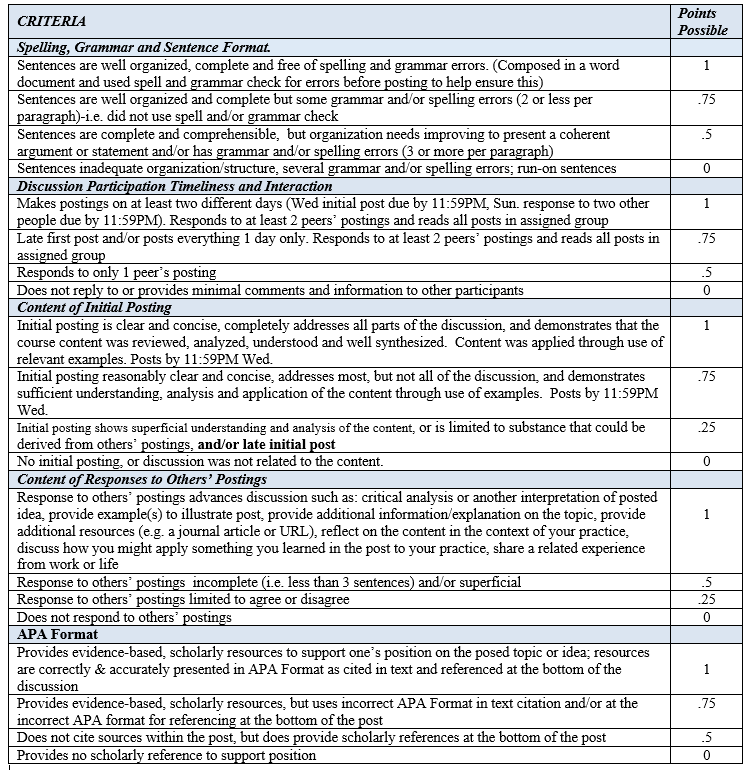 CRITERIA
Points
Possible
Spelling, Grammar and Sentence Format.
Sentences are well organized, complete and free of spelling and grammar errors. (Composed in a word
document and used spell and grammar check for errors before posting to help ensure this)
1
Sentences are well organized and complete but some grammar and/or spelling errors (2 or less per
paragraph)-i.e. did not use spell and/or grammar check
.75
Sentences are complete and comprehensible, but organization needs improving to present a coherent
argument or statement and/or has grammar and/or spelling errors (3 or more per paragraph)
.5
Sentences inadequate organization/structure, several grammar and/or spelling errors; run-on sentences
0
Discussion Participation Timeliness and Interaction
Makes postings on at least two different days (Wed initial post due by 11:59PM, Sun. response to two other
people due by 11:59PM). Responds to at least 2 peers' postings and reads all posts in assigned group
1
Late first post and/or posts everything 1 day only. Responds to at least 2 peers' postings and reads all posts in
assigned group
.75
Responds to only 1 peer's posting
.5
Does not reply to or provides minimal comments and information to other participants
0
Content of Initial Posting
Initial posting is clear and concise, completely addresses all parts of the discussion, and demonstrates that the
course content was reviewed, analyzed, understood and well synthesized. Content was applied through use of
relevant examples. Posts by 11:59PM Wed.
1
Initial posting reasonably clear and concise, addresses most, but not all of the discussion, and demonstrates
sufficient understanding, analysis and application of the content through use of examples. Posts by 11:59PM
Wed.
.75
Initial posting shows superficial understanding and analysis of the content, or is limited to substance that could be
derived from others' postings, and/or late initial post
.25
No initial posting, or discussion was not related to the content.
0
Content of Responses to Others' Postings
Response to others' postings advances discussion such as: critical analysis or another interpretation of posted
idea, provide example(s) to illustrate post, provide additional information/explanation on the topic, provide
additional resources (e.g. a journal article or URL), reflect on the content in the context of your practice,
discuss how you might apply something you learned in the post to your practice, share a related experience
from work or life
1
Response to others' postings incomplete (i.e. less than 3 sentences) and/or superficial
.5
Response to others' postings limited to agree or disagree
.25
Does not respond to others' postings
0
APA Format
Provides evidence-based, scholarly resources to support one's position on the posed topic or idea; resources
are correctly & accurately presented in APA Format as cited in text and referenced at the bottom of the
discussion
1
Provides evidence-based, scholarly resources, but uses incorrect APA Format in text citation and/or at the
incorrect APA format for referencing at the bottom of the post
.75
Does not cite sources within the post, but does provide scholarly references at the bottom of the post
.5
Provides no scholarly reference to support position
0